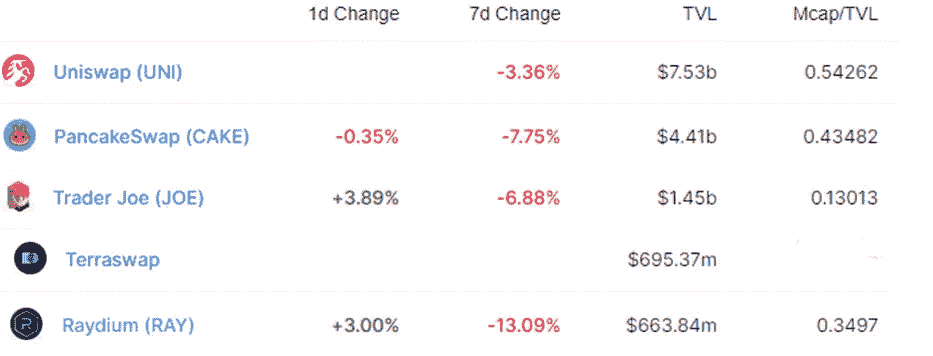 1d Change 7d Change TVL Mcap/TVL
Uniswap (UNI) -3.36% $7.53b 0.54262
PancakeSwap (CAKE) -0.35% -7.75% $4.41b 0.43482
Trader Joe (JOE) +3.89% -6.88% $1.45b 0.13013
Terraswap $695.37m
Raydium (RAY) +3.00% -13.09% $663.84m 0.3497